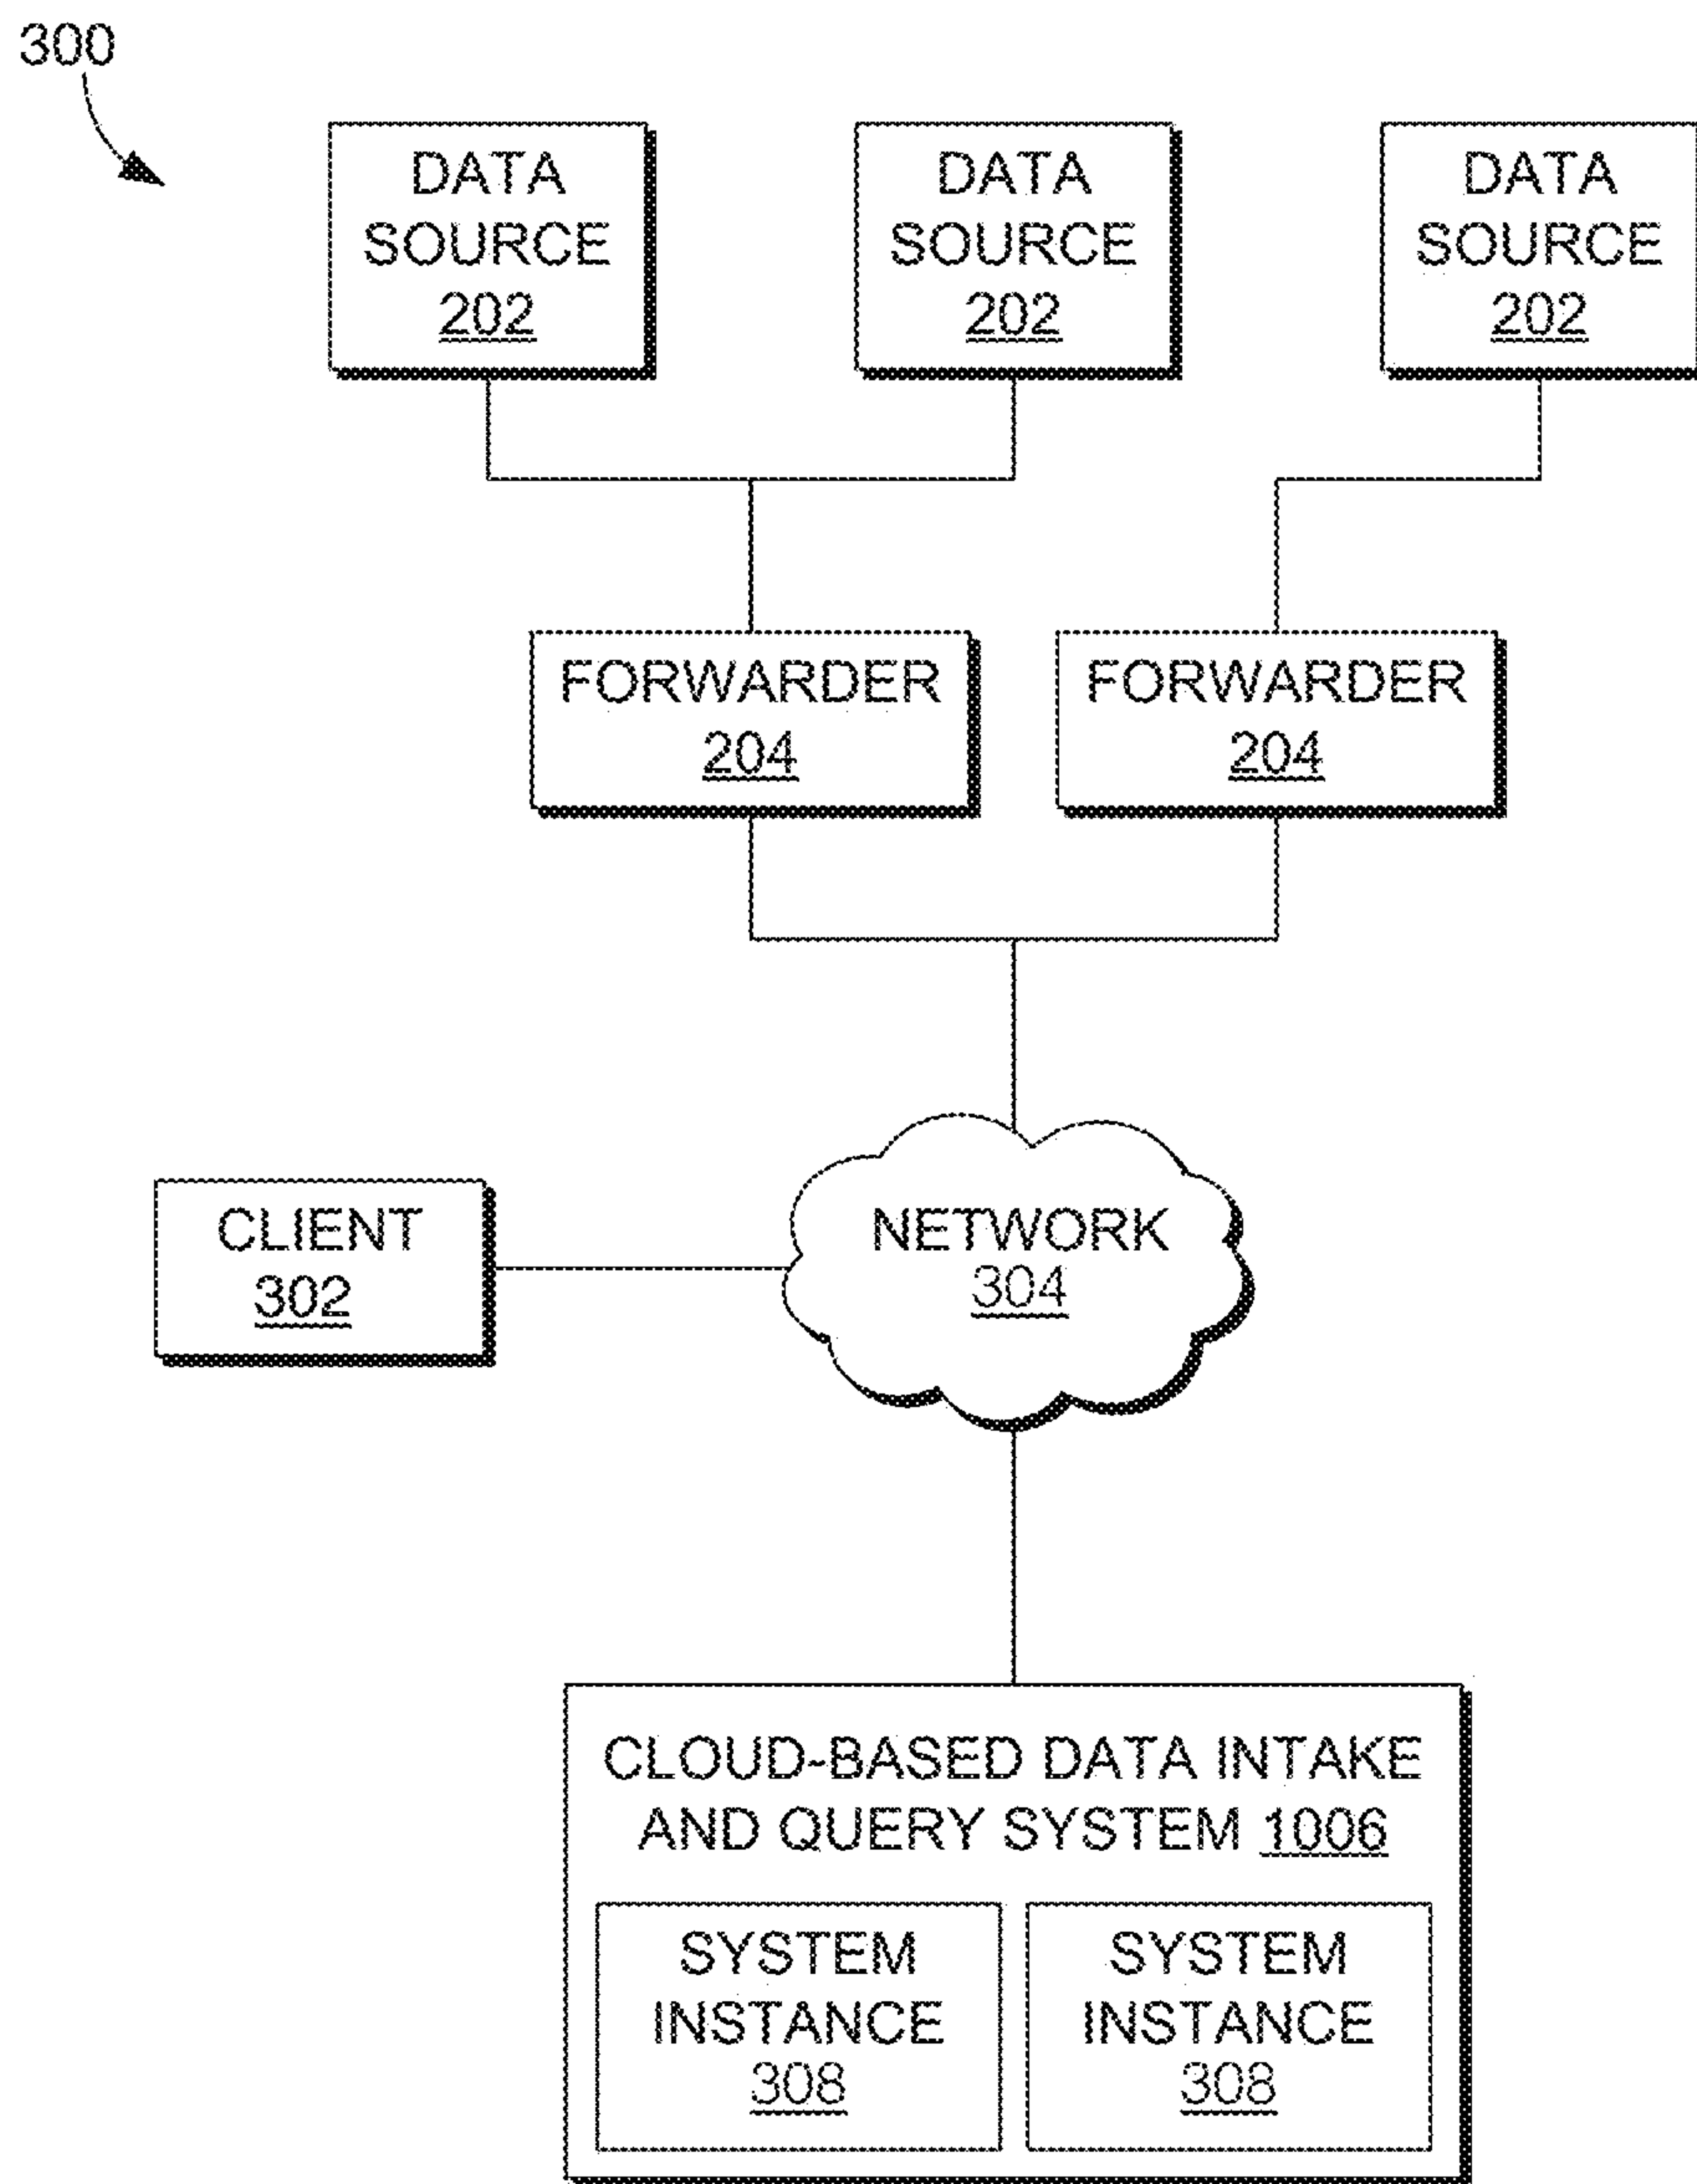 300
DATA
SOURCE
202
DATA
SOURCE
202
DATA
SOURCE
202
FORWARDER
204
FORWARDER
204
CLIENT
302
NETWORK
304
CLOUD-BASED DATA INTAKE
AND QUERY SYSTEM 1006
SYSTEM
INSTANCE
308
SYSTEM
INSTANCE
308